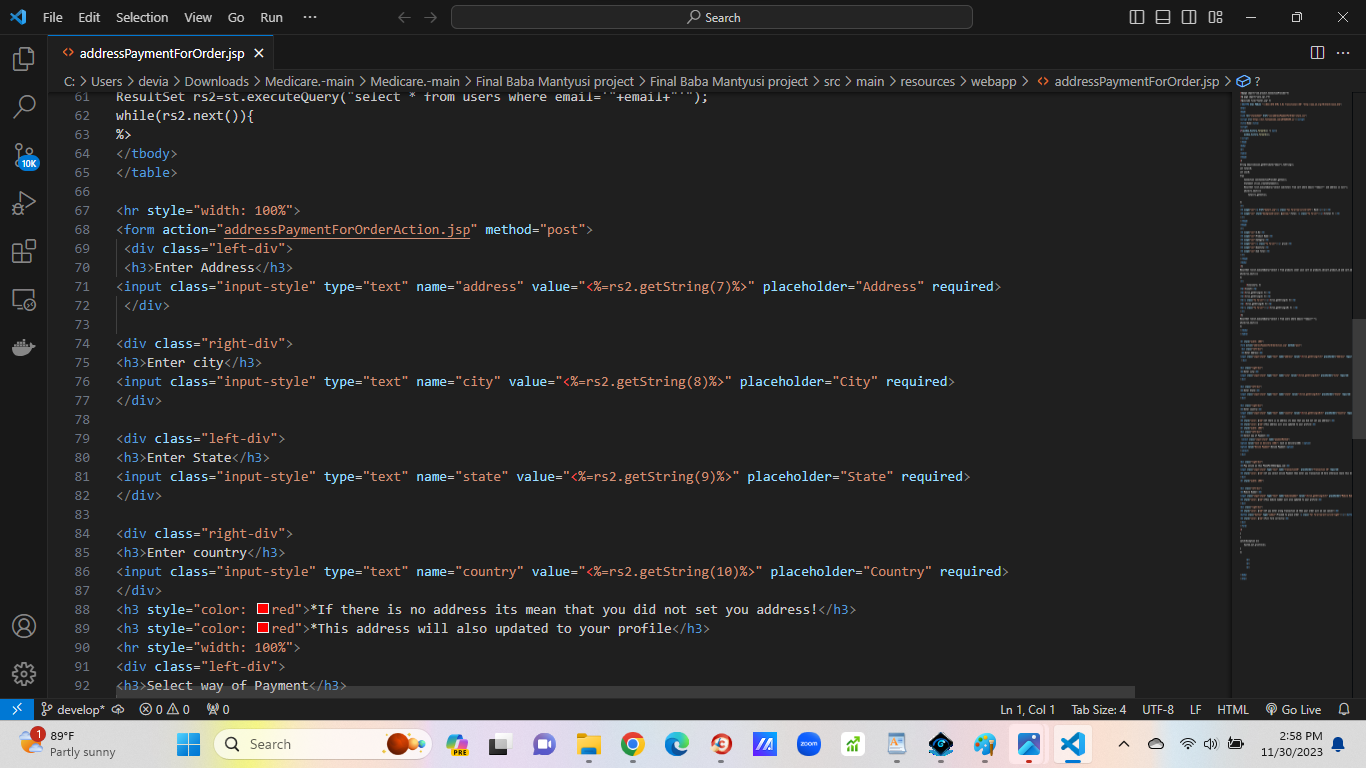 File Edit Selection View Go Run ··· Search
addressPaymentForOrder.jsp
C: > Users > devia > Downloads > Medicare.-main > Medicare.-main > Final Baba Mantyusi project > Final Baba Mantyusi project > src > main > resources > webapp > addressPaymentForOrder.jsp > ?
61 ResultSet rs2=st.executeQuery("select * from users where email='"+email+"'");
62 while(rs2.next()){
63 %>
64 </tbody>
65 </table>
66
67 <hr style="width: 100%">
68 <form action="addressPaymentForOrderAction.jsp" method="post">
69 <div class="left-div">
70 <h3>Enter Address</h3>
71 <input class="input-style" type="text" name="address" value="<%=rs2.getString(7)%>" placeholder="Address" required>
72 </div>
73
74 <div class="right-div">
75 <h3>Enter city</h3>
76 <input class="input-style" type="text" name="city" value="<%=rs2.getString(8)%>" placeholder="City" required>
77 </div>
78
79 <div class="left-div">
80 <h3>Enter State</h3>
81 <input class="input-style" type="text" name="state" value="<%=rs2.getString(9)%>" placeholder="State" required>
82 </div>
83
84 <div class="right-div">
85 <h3>Enter country</h3>
86 <input class="input-style" type="text" name="country" value="<%=rs2.getString(10)%>" placeholder="Country" required>
87 </div>
88 <h3 style="color: red">*If there is no address its mean that you did not set you address!</h3>
89 <h3 style="color: red">*This address will also updated to your profile</h3>
90 <hr style="width: 100%">
91 <div class="left-div">
92 <h3>Select way of Payment</h3>
10K
develop* 0 0 0 Ln 1, Col 1 Tab Size: 4 UTF-8 LF HTML Go Live
1 89°F
Partly sunny
Search
PRE
zoom
2:58 PM
11/30/2023